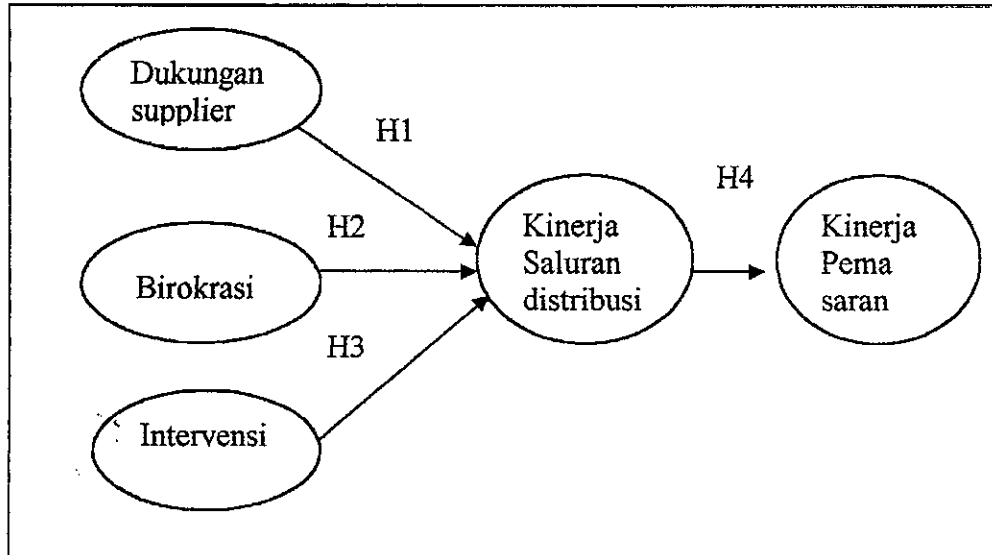 Dukungan
supplier
H1
H4
H2
Kinerja
Saluran
distribusi
Kinerja
Pema
saran
Birokrasi
H3
Intervensi